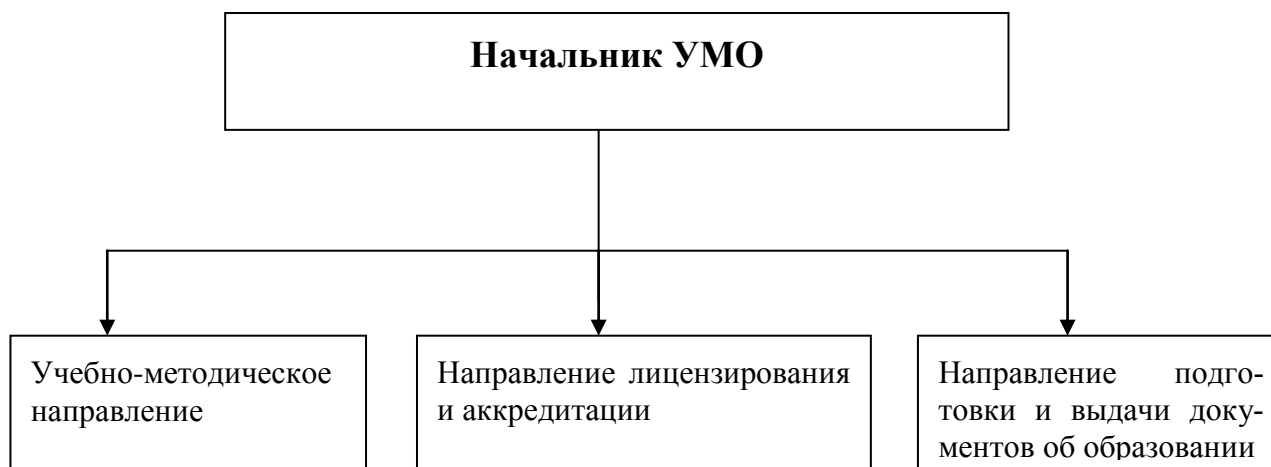 Начальник УМО
Учебно-методическое
направление
Направление лицензирования
и аккредитации
Направление подго-
товки и выдачи доку-
ментов об образовании